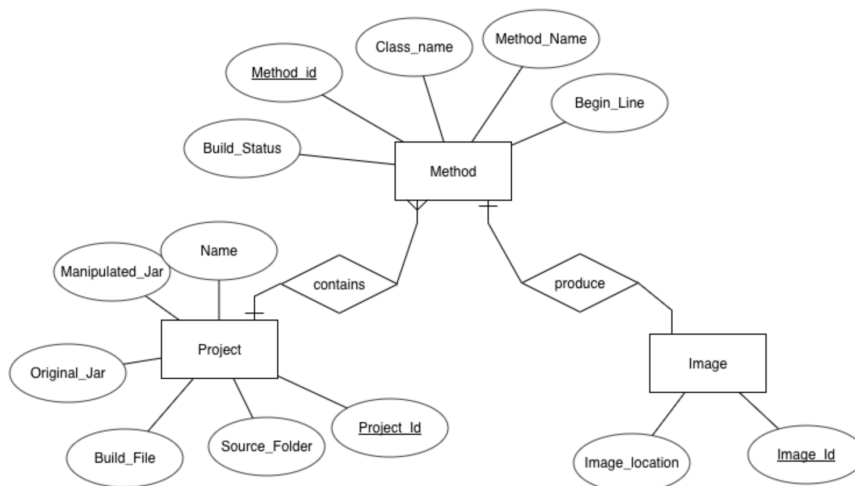 Method_Name
Class_name
Method_id
Begin_Line
Build_Status
Method
Name
Manipulated_Jar
contains
produce
Project
Image
Original_Jar
Project_Id
Source_Folder
Build_File
Image_location
Image_Id